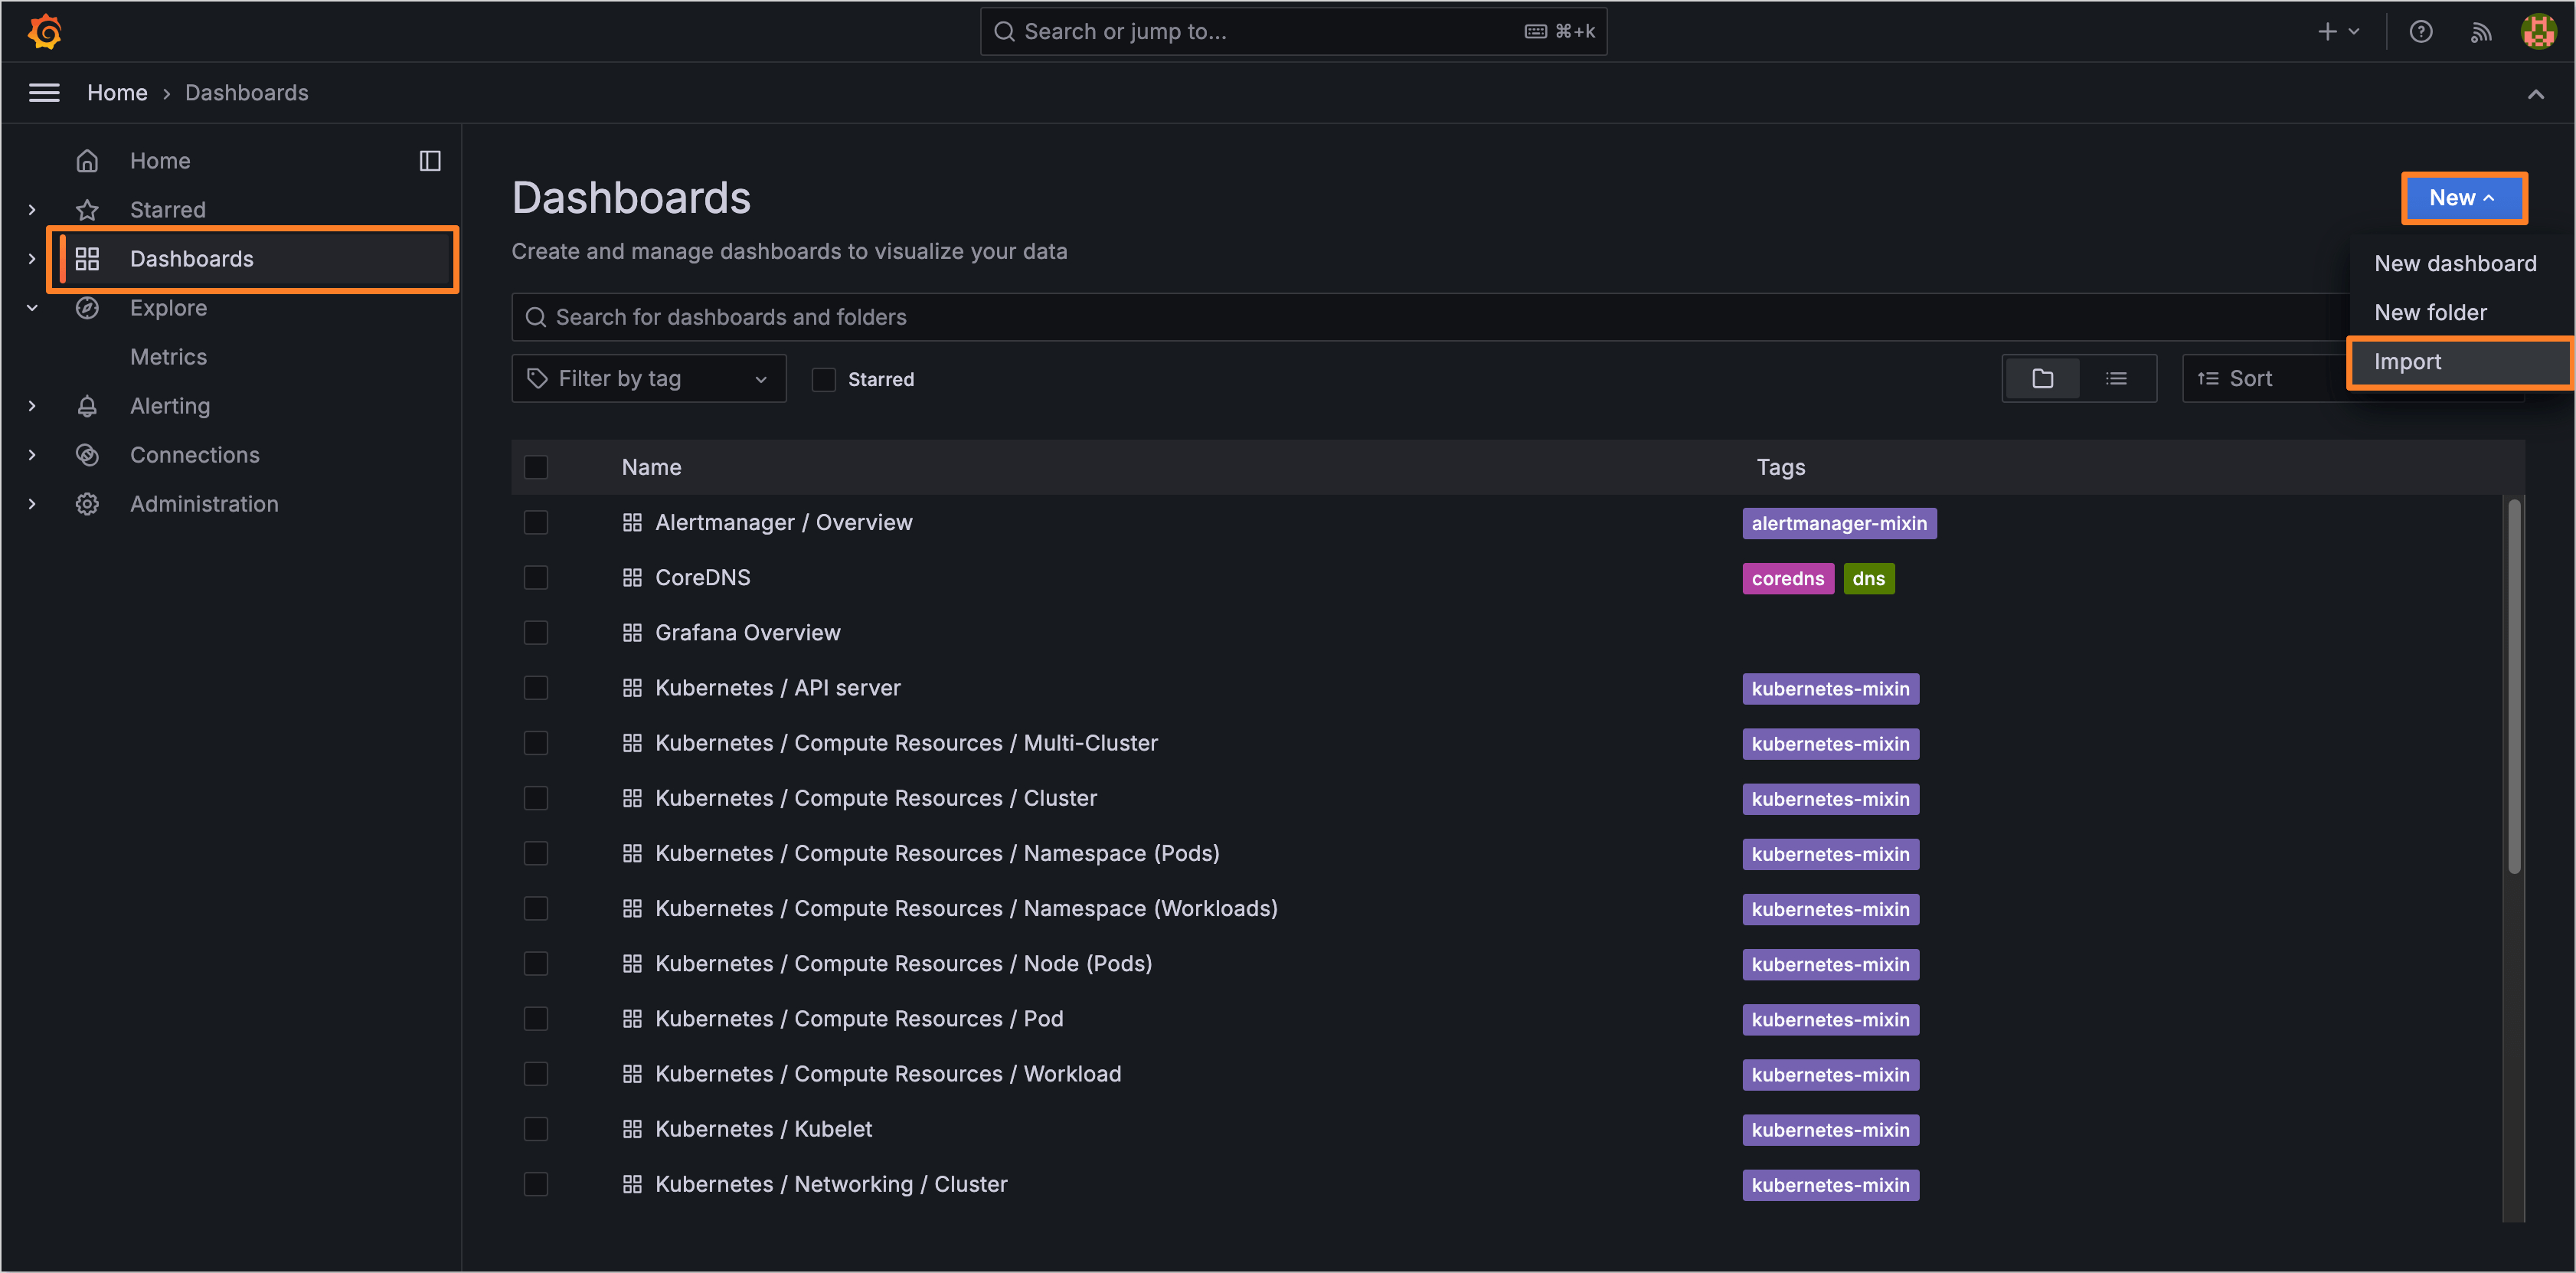 Search or jump to... ⌘+k
Home › Dashboards
Home
Starred
Dashboards
Explore
Metrics
Alerting
Connections
Administration
Dashboards
Create and manage dashboards to visualize your data
New
New dashboard
New folder
Import
Search for dashboards and folders
Filter by tag
Starred
Sort
Name Tags
Alertmanager / Overview alertmanager-mixin
CoreDNS coredns dns
Grafana Overview
Kubernetes / API server kubernetes-mixin
Kubernetes / Compute Resources / Multi-Cluster kubernetes-mixin
Kubernetes / Compute Resources / Cluster kubernetes-mixin
Kubernetes / Compute Resources / Namespace (Pods) kubernetes-mixin
Kubernetes / Compute Resources / Namespace (Workloads) kubernetes-mixin
Kubernetes / Compute Resources / Node (Pods) kubernetes-mixin
Kubernetes / Compute Resources / Pod kubernetes-mixin
Kubernetes / Compute Resources / Workload kubernetes-mixin
Kubernetes / Kubelet kubernetes-mixin
Kubernetes / Networking / Cluster kubernetes-mixin